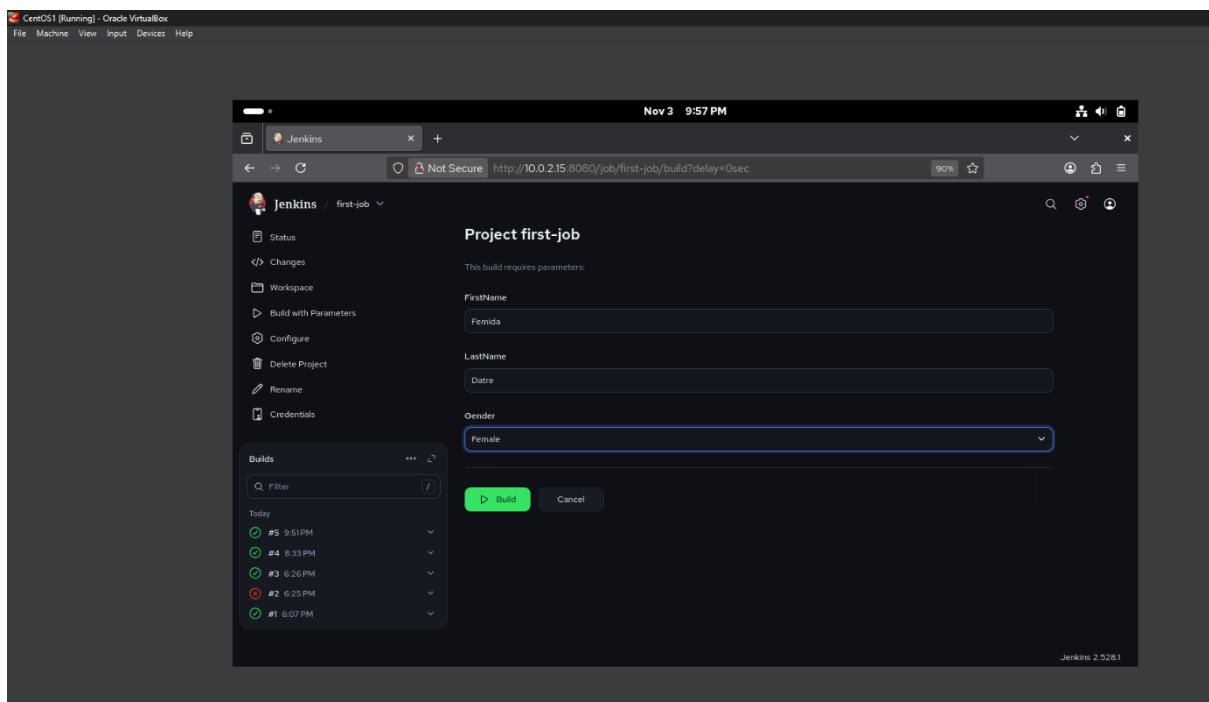 CentOS1 [Running] - Oracle VirtualBox
File Machine View Input Devices Help
Nov 3 9:57 PM
Jenkins
Not Secure http://10.0.2.15:8080/job/first-job/build?delay=0sec 90%
Jenkins / first-job
Status
Changes
Workspace
Build with Parameters
Configure
Delete Project
Rename
Credentials
Builds
Filter /
Today
#5 9:51 PM
#4 8:33 PM
#3 6:26 PM
#2 6:25 PM
#1 6:07 PM
Project first-job
This build requires parameters:
FirstName
Femida
LastName
Datre
Gender
Female
Build Cancel
Jenkins 2.528.1